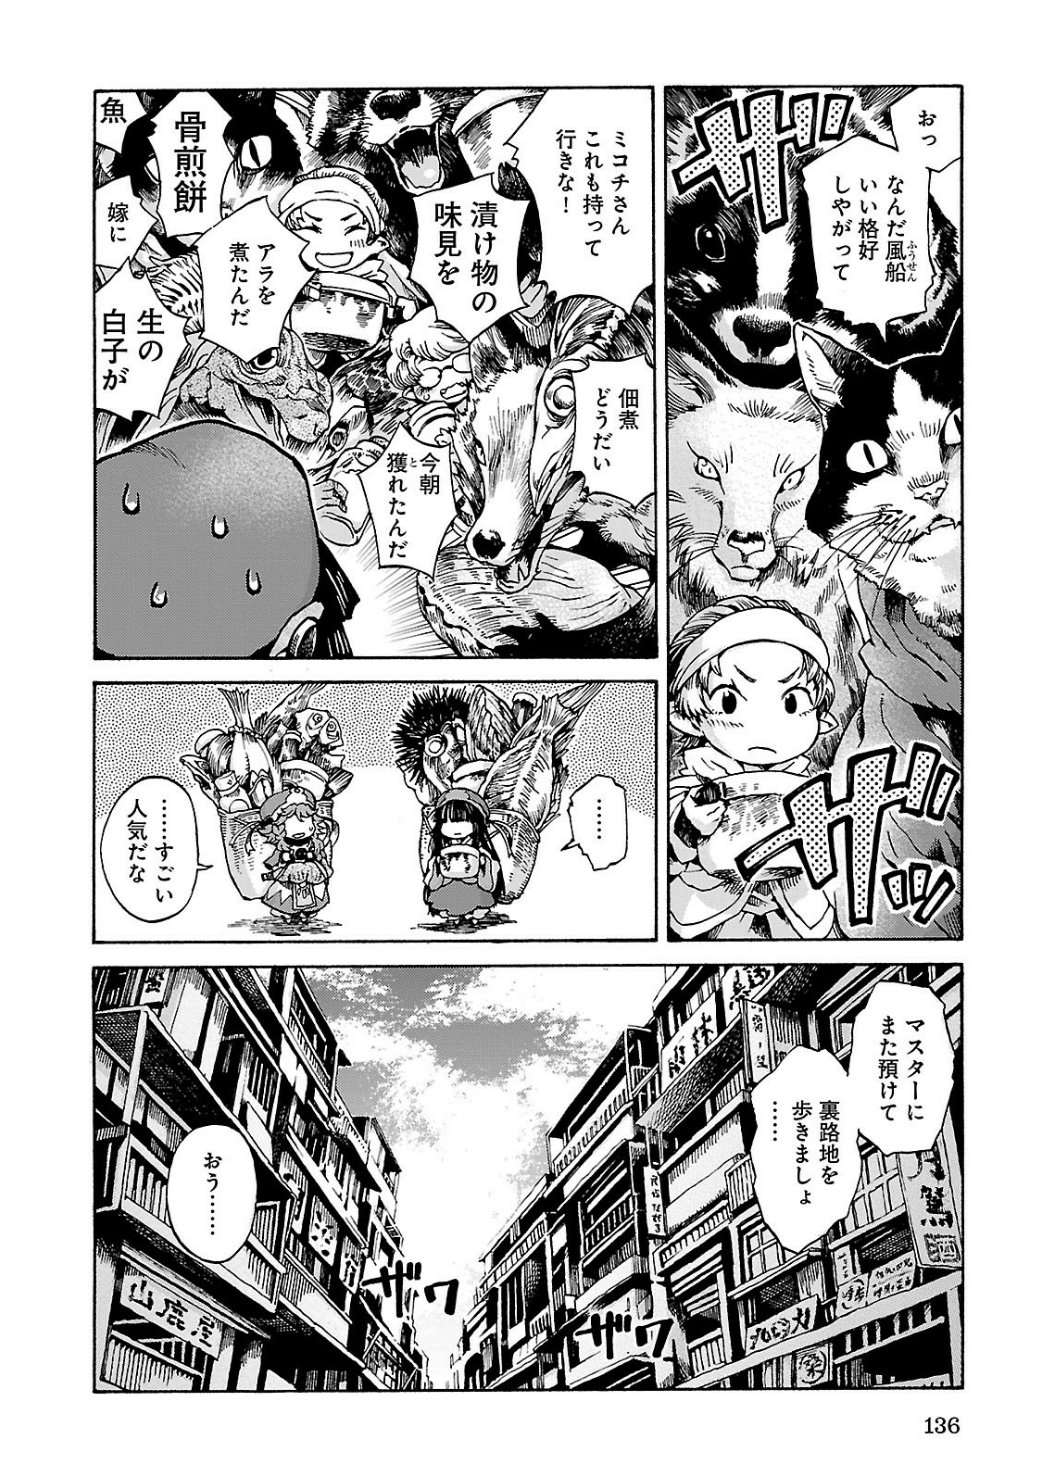 おっ
なんだ風船
ふうせん
いい格好
しやがって
ザッ
ザッ
ミコチさん
これも持って
行きな！
漬け物の
味見を
骨煎餅
魚
アラを
煮たんだ
嫁に
生の
白子が
佃煮
どうだい
今朝
獲れたんだ
と
……
……すごい
人気だな
マスターに
また預けて
裏路地を
歩きましょ
……
おう……
ザワ
ザワ
山鹿屋
136